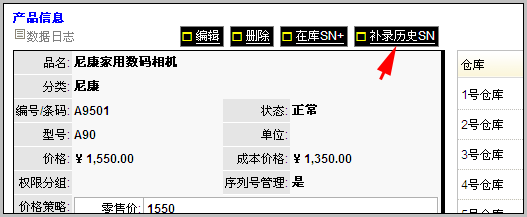 产品信息
数据日志 编辑 删除 在库SN+ 补录历史SN
品名: 尼康家用数码相机
分类: 尼康
编号/条码: A9501 状态: 正常
型号: A90 单位:
价格: ¥ 1,550.00 成本价格: ¥ 1,350.00
权限分组: 序列号管理: 是
价格策略: 零售价: 1550
仓库
1号仓库
2号仓库
3号仓库
4号仓库